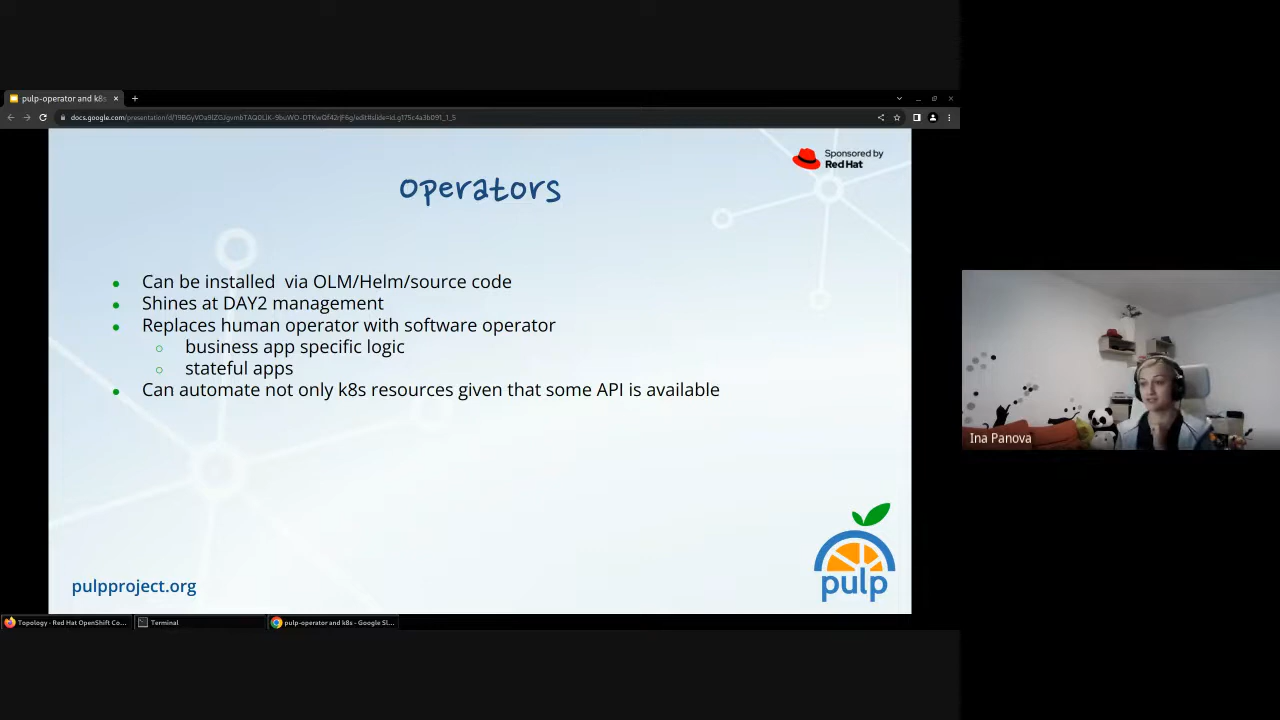 pulp-operator and k8s
docs.google.com/presentation/d/
Sponsored by
Red Hat
Operators
Can be installed via OLM/Helm/source code
Shines at DAY2 management
Replaces human operator with software operator
business app specific logic
stateful apps
Can automate not only k8s resources given that some API is available
Ina Panova
pulp
pulpproject.org
Topology - Red Hat OpenShift Co...
Terminal
pulp-operator and k8s - Google Sl...